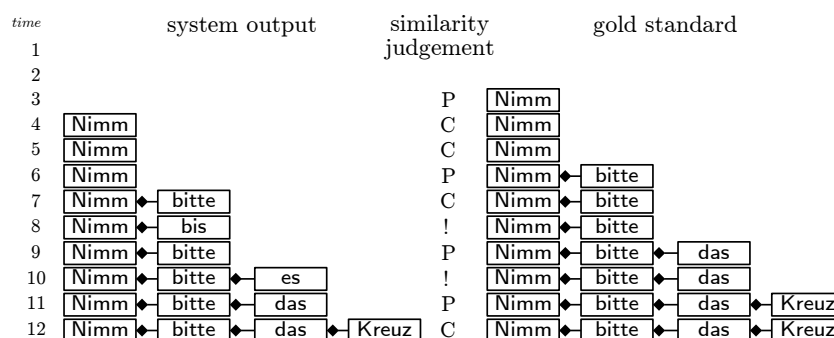 time system output similarity judgement gold standard
1
2
3 P Nimm
4 Nimm C Nimm
5 Nimm C Nimm
6 Nimm P Nimm bitte
7 Nimm bitte C Nimm bitte
8 Nimm bis ! Nimm bitte
9 Nimm bitte P Nimm bitte das
10 Nimm bitte es ! Nimm bitte das
11 Nimm bitte das P Nimm bitte das Kreuz
12 Nimm bitte das Kreuz C Nimm bitte das Kreuz